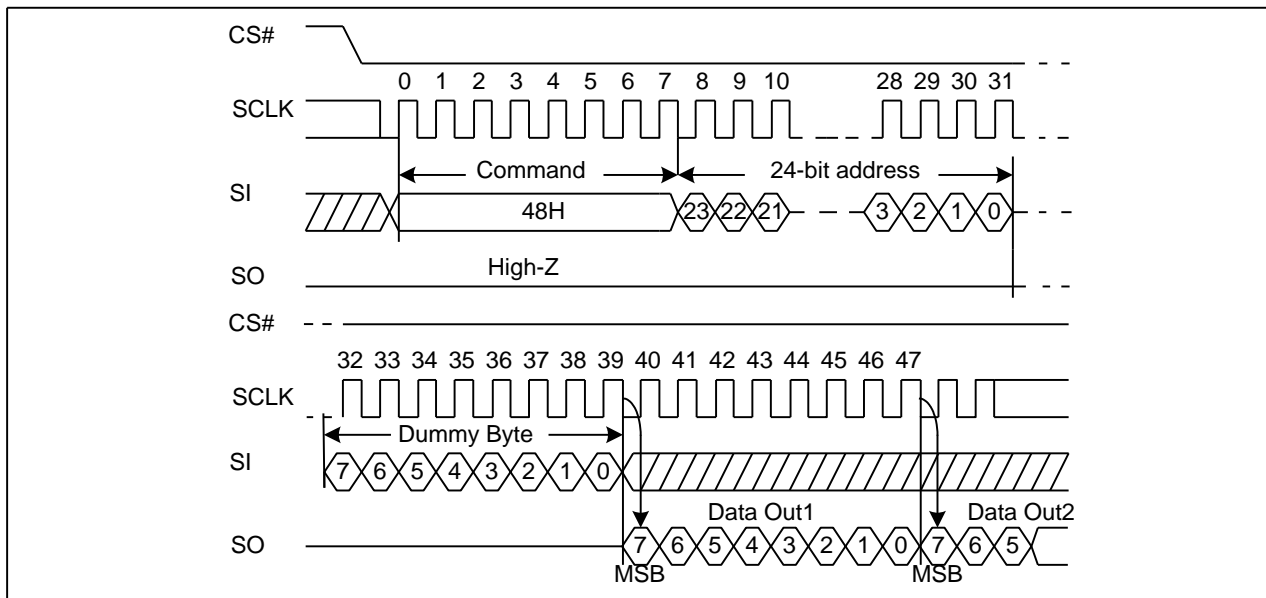 CS#
0 1 2 3 4 5 6 7 8 9 10 28 29 30 31
SCLK
Command 24-bit address
SI
48H 23 22 21 3 2 1 0
High-Z
SO
CS#
32 33 34 35 36 37 38 39 40 41 42 43 44 45 46 47
SCLK
Dummy Byte
SI
7 6 5 4 3 2 1 0
Data Out1 Data Out2
SO
7 6 5 4 3 2 1 0 7 6 5
MSB MSB